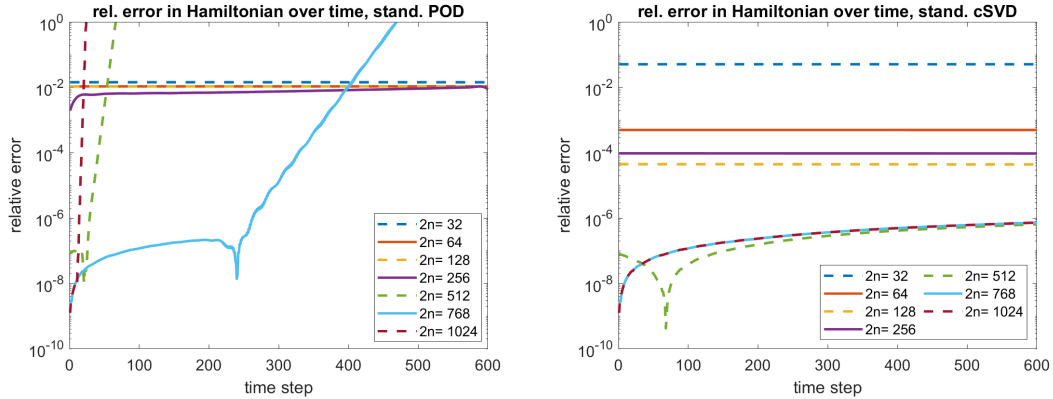 rel. error in Hamiltonian over time, stand. POD
10^0
10^-2
10^-4
10^-6
10^-8
10^-10
relative error
0 100 200 300 400 500 600
time step
2n= 32
2n= 64
2n= 128
2n= 256
2n= 512
2n= 768
2n= 1024
rel. error in Hamiltonian over time, stand. cSVD
10^0
10^-2
10^-4
10^-6
10^-8
10^-10
relative error
0 100 200 300 400 500 600
time step
2n= 32
2n= 64
2n= 128
2n= 256
2n= 512
2n= 768
2n= 1024